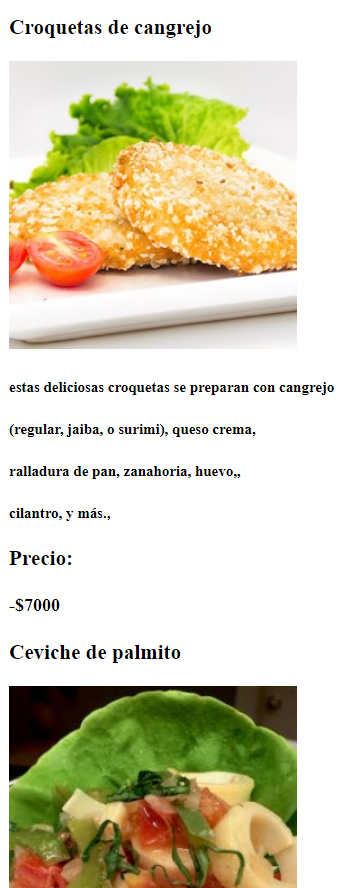 Croquetas de cangrejo
estas deliciosas croquetas se preparan con cangrejo
(regular, jaiba, o surimi), queso crema,
ralladura de pan, zanahoria, huevo,,
cilantro, y más.,
Precio:
-$7000
Ceviche de palmito